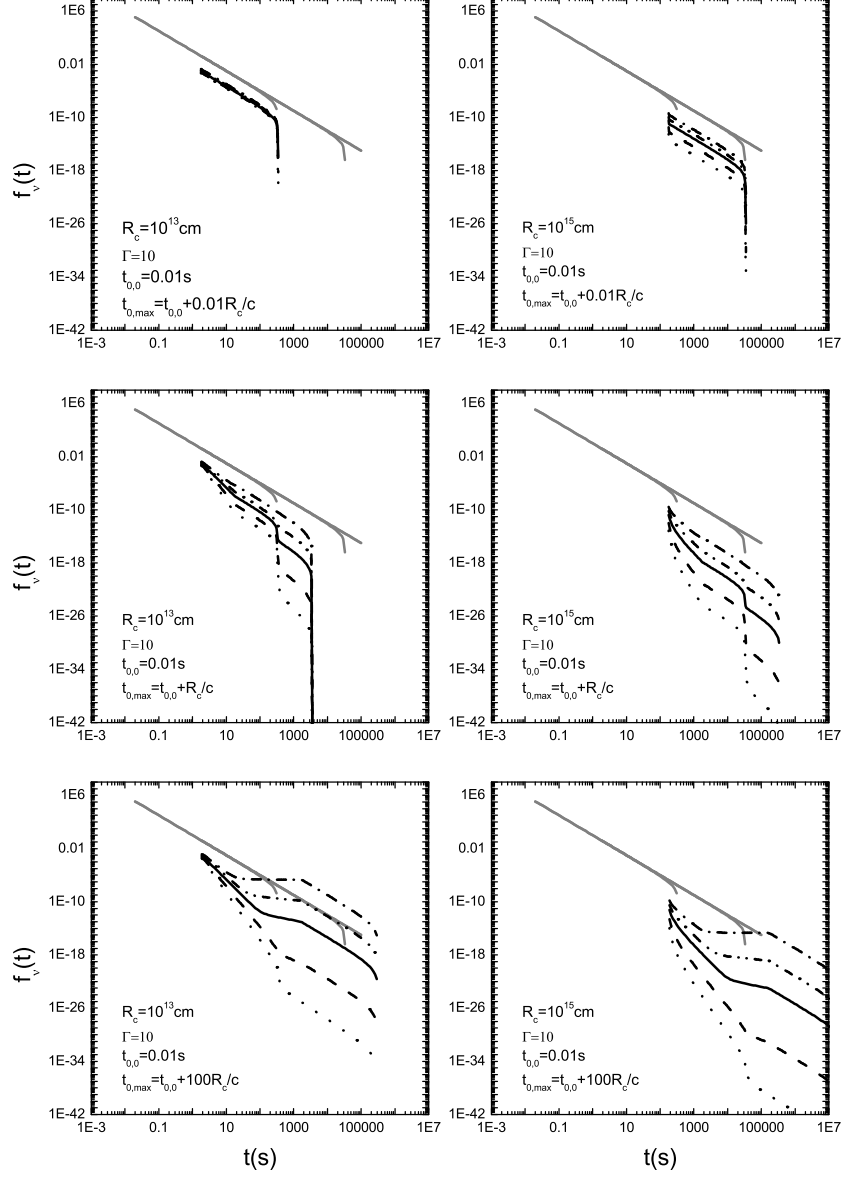 1E6
0.01
1E-10
1E-18
1E-26
1E-34
1E-42
f_ν(t)
R_c=10^13cm
Γ=10
t_0,0=0.01s
t_0,max=t_0,0+0.01R_c/c
1E-3 0.1 10 1000 100000 1E7
1E6
0.01
1E-10
1E-18
1E-26
1E-34
1E-42
R_c=10^15cm
Γ=10
t_0,0=0.01s
t_0,max=t_0,0+0.01R_c/c
1E-3 0.1 10 1000 100000 1E7
1E6
0.01
1E-10
1E-18
1E-26
1E-34
1E-42
f_ν(t)
R_c=10^13cm
Γ=10
t_0,0=0.01s
t_0,max=t_0,0+R_c/c
1E-3 0.1 10 1000 100000 1E7
1E6
0.01
1E-10
1E-18
1E-26
1E-34
1E-42
R_c=10^15cm
Γ=10
t_0,0=0.01s
t_0,max=t_0,0+R_c/c
1E-3 0.1 10 1000 100000 1E7
1E6
0.01
1E-10
1E-18
1E-26
1E-34
1E-42
f_ν(t)
R_c=10^13cm
Γ=10
t_0,0=0.01s
t_0,max=t_0,0+100R_c/c
1E-3 0.1 10 1000 100000 1E7
t(s)
1E6
0.01
1E-10
1E-18
1E-26
1E-34
1E-42
R_c=10^15cm
Γ=10
t_0,0=0.01s
t_0,max=t_0,0+100R_c/c
1E-3 0.1 10 1000 100000 1E7
t(s)